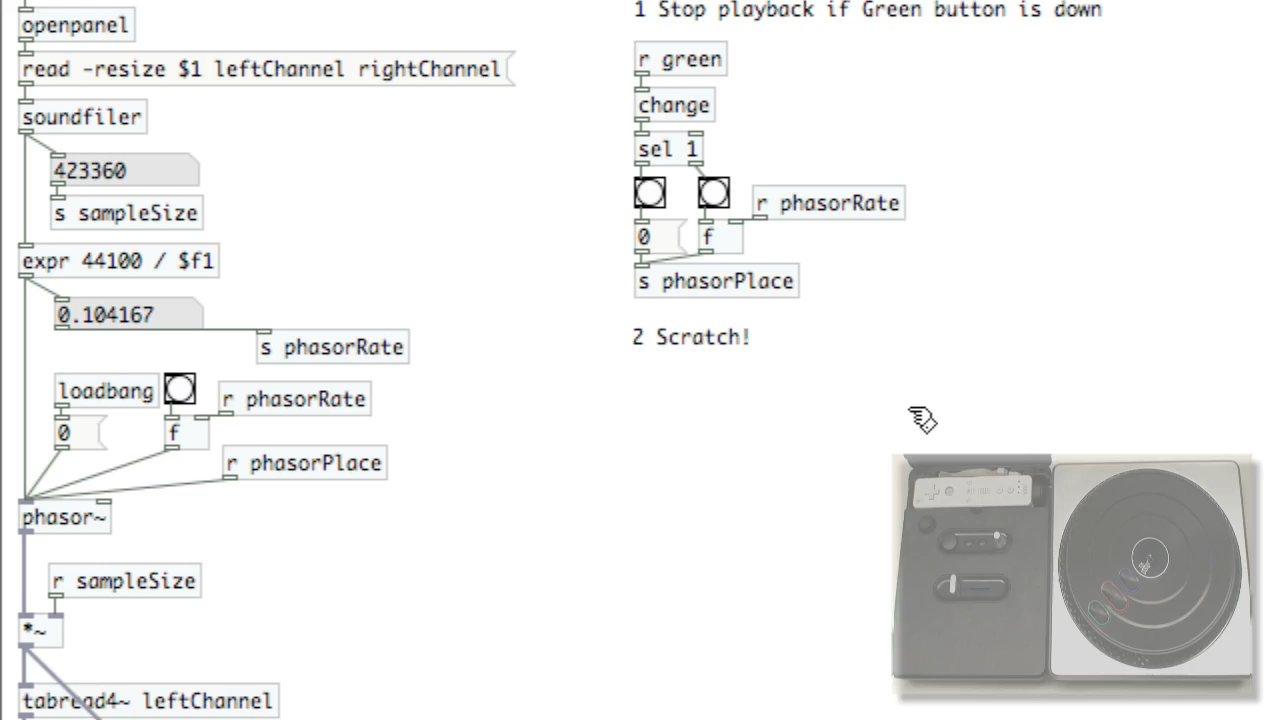 openpanel
read -resize $1 leftChannel rightChannel
soundfiler
423360
s sampleSize
expr 44100 / $f1
0.104167
s phasorRate
loadbang
r phasorRate
0
f
r phasorPlace
phasor~
r sampleSize
*~
tabread4~ leftChannel
1 Stop playback if Green button is down
r green
change
sel 1
r phasorRate
0
f
s phasorPlace
2 Scratch!